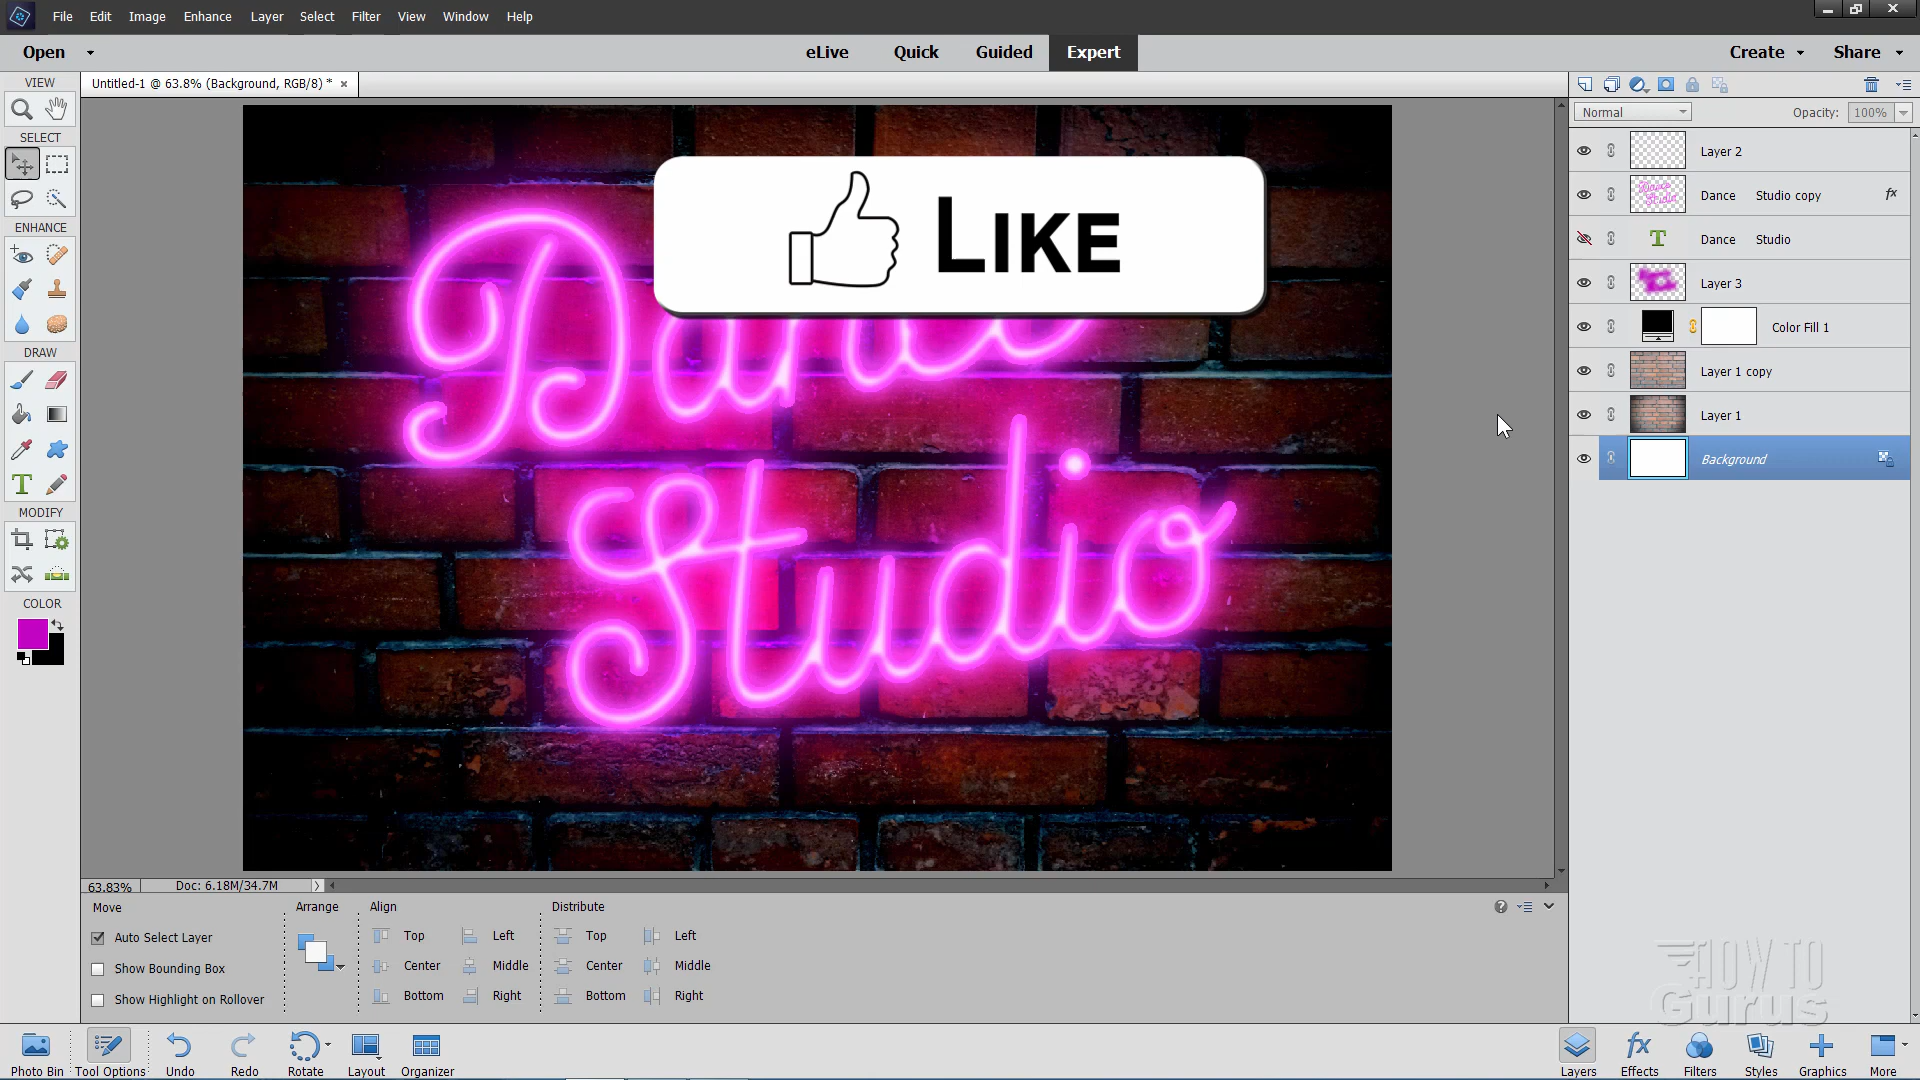 File Edit Image Enhance Layer Select Filter View Window Help
Open eLive Quick Guided Expert Create Share
VIEW
Untitled-1 @ 63.8% (Background, RGB/8) *
SELECT
ENHANCE
DRAW
MODIFY
COLOR
Normal Opacity: 100%
Layer 2
Dance Studio copy fx
T Dance Studio
Layer 3
Color Fill 1
Layer 1 copy
Layer 1
Background
LIKE
Dance
Studio
63.83% Doc: 6.18M/34.7M
Move Arrange Align Distribute
Auto Select Layer Top Left Top Left
Show Bounding Box Center Middle Center Middle
Show Highlight on Rollover Bottom Right Bottom Right
HOW TO
Gurus
Photo Bin Tool Options Undo Redo Rotate Layout Organizer Layers Effects Filters Styles Graphics More